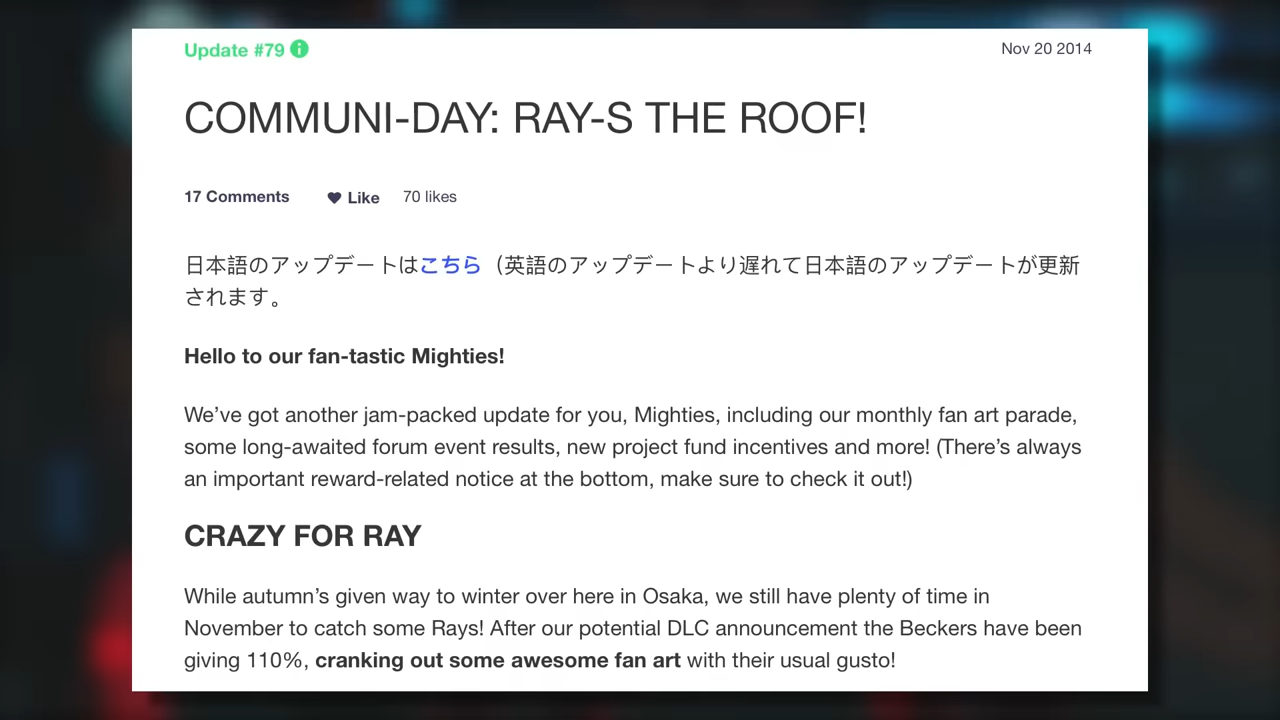 Update #79
Nov 20 2014
COMMUNI-DAY: RAY-S THE ROOF!
17 Comments Like 70 likes
日本語のアップデートはこちら（英語のアップデートより遅れて日本語のアップデートが更新
されます。
Hello to our fan-tastic Mighties!
We’ve got another jam-packed update for you, Mighties, including our monthly fan art parade,
some long-awaited forum event results, new project fund incentives and more! (There’s always
an important reward-related notice at the bottom, make sure to check it out!)
CRAZY FOR RAY
While autumn’s given way to winter over here in Osaka, we still have plenty of time in
November to catch some Rays! After our potential DLC announcement the Beckers have been
giving 110%, cranking out some awesome fan art with their usual gusto!